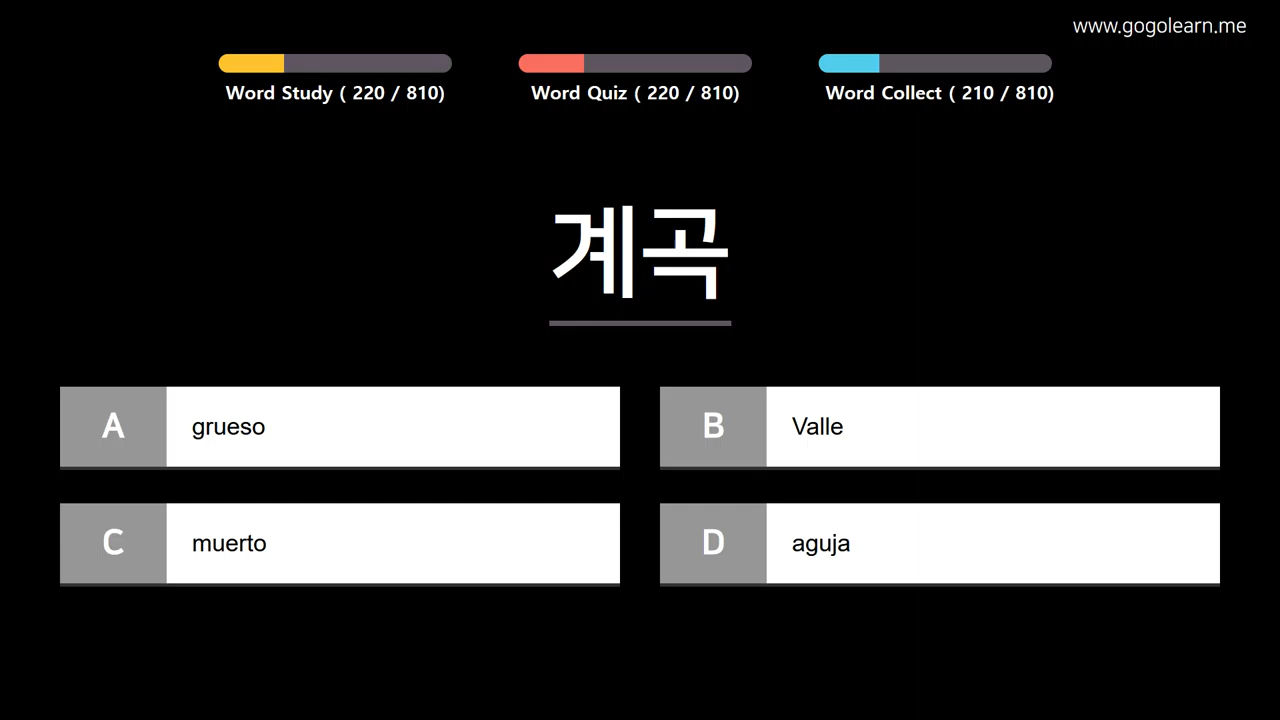 www.gogolearn.me
Word Study ( 220 / 810)
Word Quiz ( 220 / 810)
Word Collect ( 210 / 810)
계곡
A grueso
B Valle
C muerto
D aguja